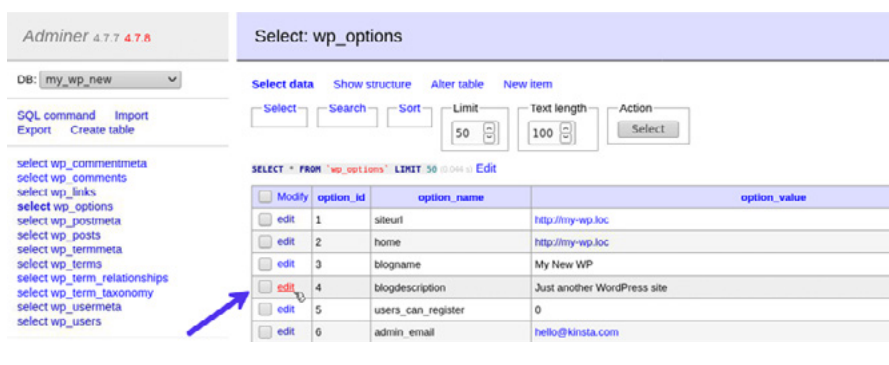 Adminer 4.7.7 4.7.8
DB: my_wp_new
SQL command Import
Export Create table
select wp_commentmeta
select wp_comments
select wp_links
select wp_options
select wp_postmeta
select wp_posts
select wp_termmeta
select wp_terms
select wp_term_relationships
select wp_term_taxonomy
select wp_usermeta
select wp_users
Select: wp_options
Select data Show structure Alter table New item
Select Search Sort Limit Text length Action
50 100 Select
SELECT * FROM `wp_options` LIMIT 50 (0.044 s) Edit
Modify option_id option_name option_value
edit 1 siteurl http://my-wp.loc
edit 2 home http://my-wp.loc
edit 3 blogname My New WP
edit 4 blogdescription Just another WordPress site
edit 5 users_can_register 0
edit 6 admin_email hello@kinsta.com